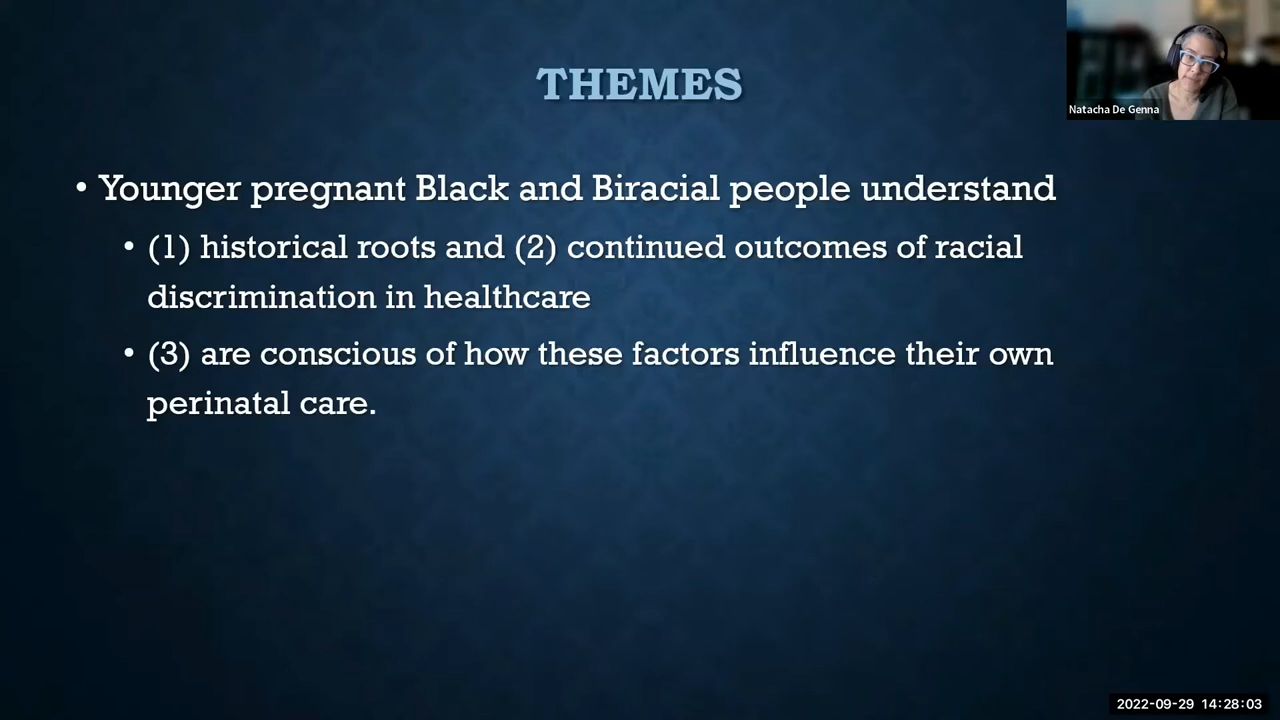 THEMES
Natacha De Genna
• Younger pregnant Black and Biracial people understand
• (1) historical roots and (2) continued outcomes of racial
discrimination in healthcare
• (3) are conscious of how these factors influence their own
perinatal care.
2022-09-29 14:28:03